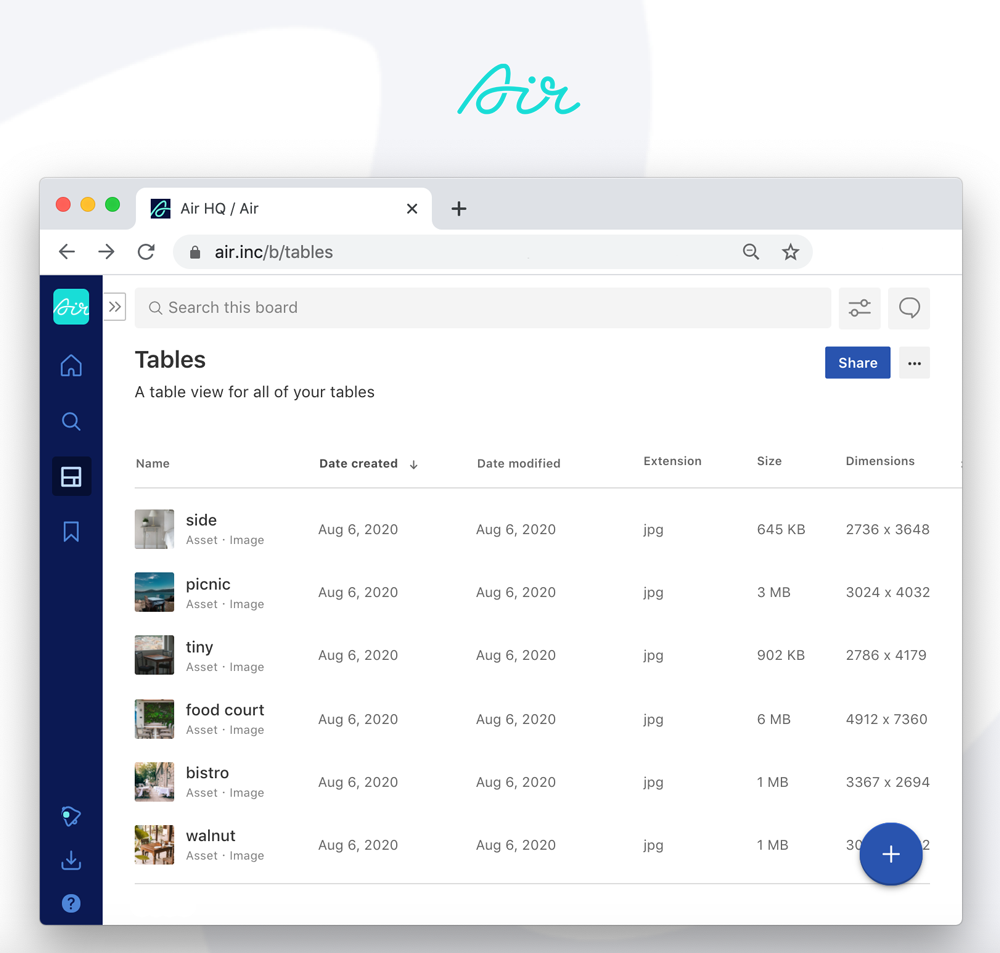 Air
Air HQ / Air
air.inc/b/tables
Air
Search this board
Tables
Share
A table view for all of your tables
Name Date created Date modified Extension Size Dimensions
side
Asset · Image Aug 6, 2020 Aug 6, 2020 jpg 645 KB 2736 x 3648
picnic
Asset · Image Aug 6, 2020 Aug 6, 2020 jpg 3 MB 3024 x 4032
tiny
Asset · Image Aug 6, 2020 Aug 6, 2020 jpg 902 KB 2786 x 4179
food court
Asset · Image Aug 6, 2020 Aug 6, 2020 jpg 6 MB 4912 x 7360
bistro
Asset · Image Aug 6, 2020 Aug 6, 2020 jpg 1 MB 3367 x 2694
walnut
Asset · Image Aug 6, 2020 Aug 6, 2020 jpg 1 MB